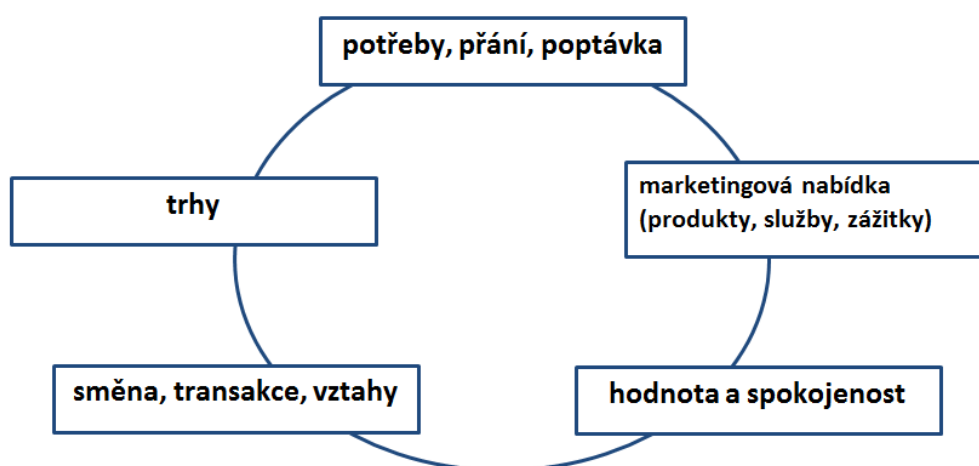 potřeby, přání, poptávka
marketingová nabídka
(produkty, služby, zážitky)
hodnota a spokojenost
směna, transakce, vztahy
trhy